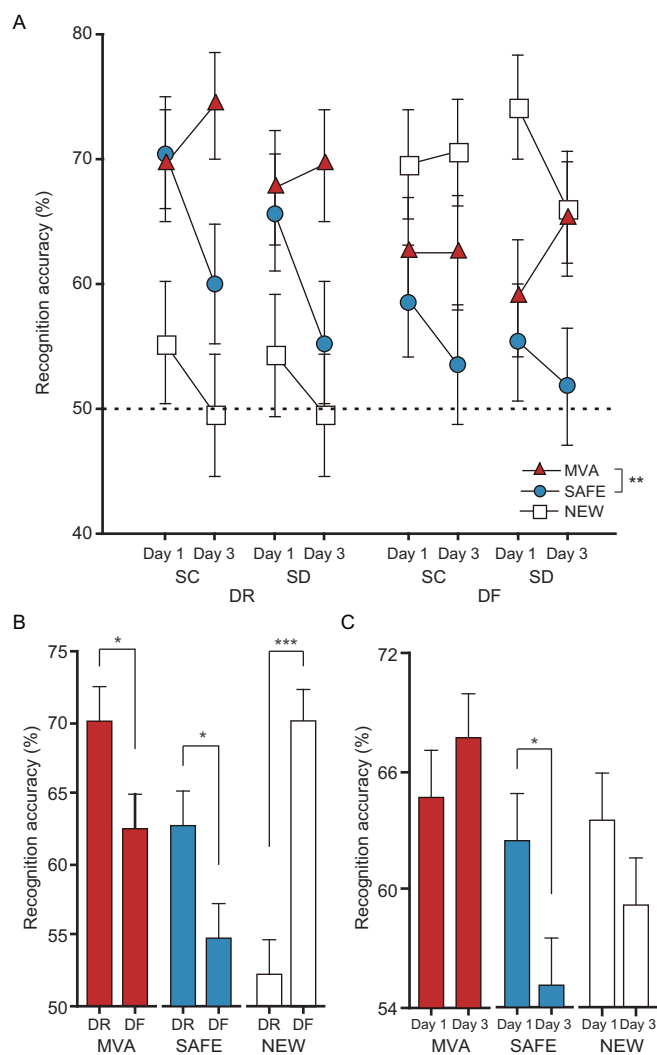 A
80
70
60
50
40
Recognition accuracy (%)
MVA
SAFE
NEW
**
Day 1 Day 3 Day 1 Day 3 Day 1 Day 3 Day 1 Day 3
SC SD SC SD
DR DF
B
75
70
65
60
55
50
Recognition accuracy (%)
*
*
***
DR DF DR DF DR DF
MVA SAFE NEW
C
72
66
60
54
Recognition accuracy (%)
*
Day 1 Day 3 Day 1 Day 3 Day 1 Day 3
MVA SAFE NEW